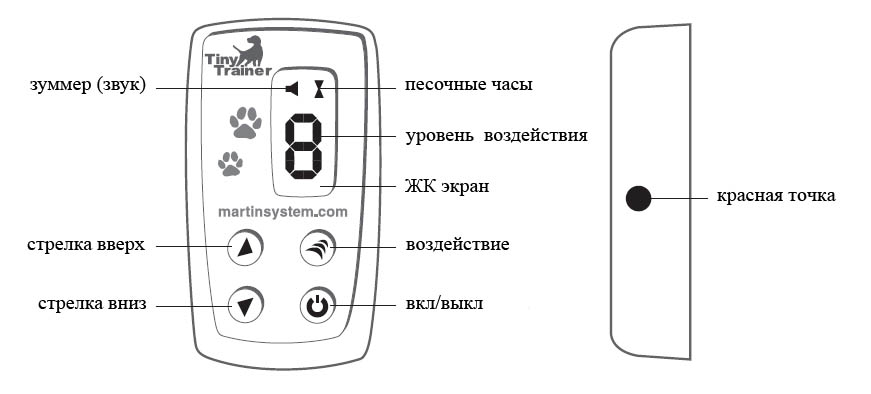 Tiny
Trainer
зуммер (звук)
песочные часы
8
уровень воздействия
ЖК экран
красная точка
martinsystem.com
стрелка вверх
воздействие
стрелка вниз
вкл/выкл